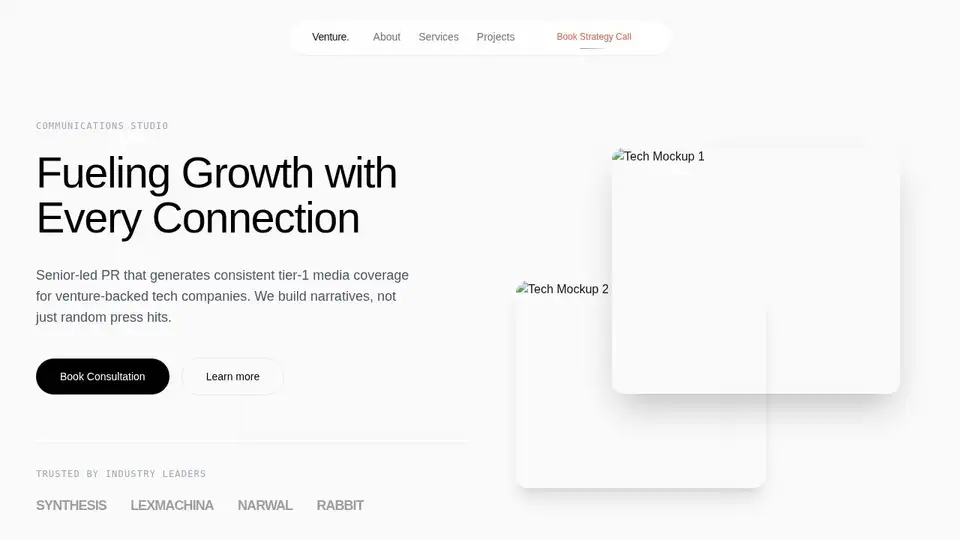 Venture. About Services Projects Book Strategy Call
COMMUNICATIONS STUDIO
Fueling Growth with
Every Connection
Senior-led PR that generates consistent tier-1 media coverage
for venture-backed tech companies. We build narratives, not
just random press hits.
Book Consultation Learn more
TRUSTED BY INDUSTRY LEADERS
SYNTHESIS LEXMACHINA NARWAL RABBIT
Tech Mockup 1
Tech Mockup 2